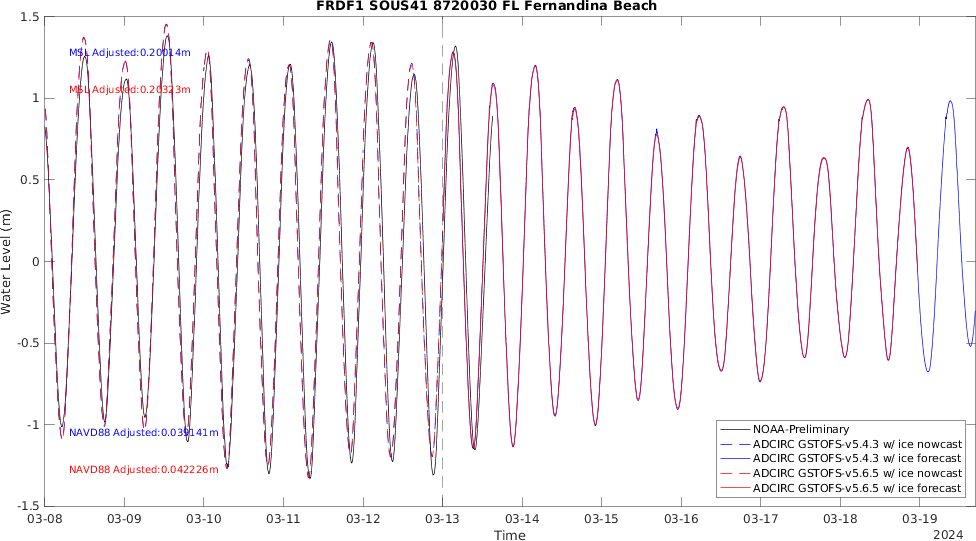 FRDF1 SOUS41 8720030 FL Fernandina Beach
Water Level (m)
1.5
1
0.5
0
-0.5
-1
-1.5
MSL Adjusted:0.20014m
MSL Adjusted:0.20323m
NAVD88 Adjusted:0.039141m
NAVD88 Adjusted:0.042226m
NOAA-Preliminary
ADCIRC GSTOFS-v5.4.3 w/ ice nowcast
ADCIRC GSTOFS-v5.4.3 w/ ice forecast
ADCIRC GSTOFS-v5.6.5 w/ ice nowcast
ADCIRC GSTOFS-v5.6.5 w/ ice forecast
03-08 03-09 03-10 03-11 03-12 03-13 03-14 03-15 03-16 03-17 03-18 03-19
Time
2024